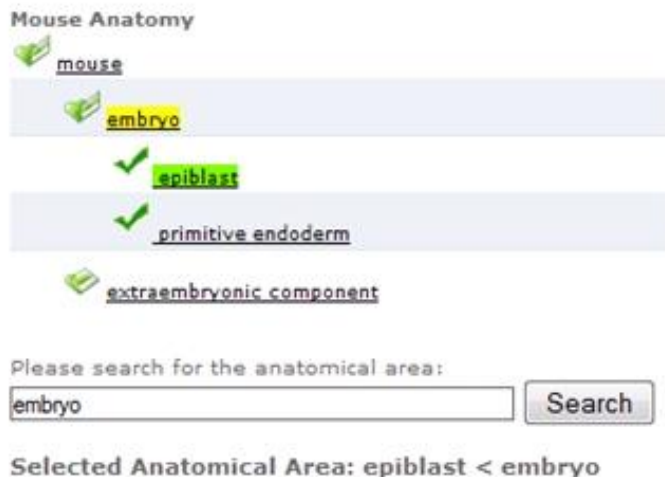 Mouse Anatomy
mouse
embryo
epiblast
primitive endoderm
extraembryonic component
Please search for the anatomical area:
embryo Search
Selected Anatomical Area: epiblast < embryo